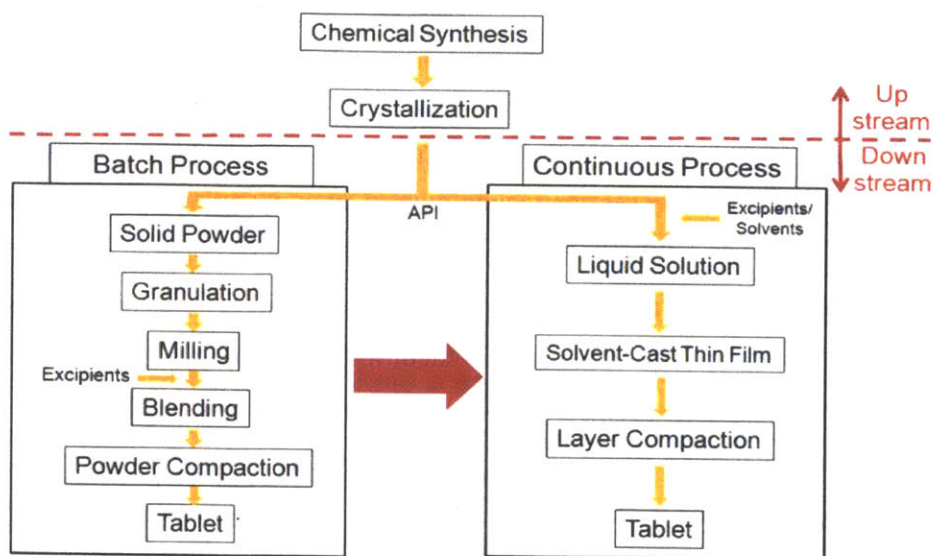 Chemical Synthesis
Crystallization
Up
stream
Down
stream
Batch Process
Continuous Process
API
Solid Powder
Granulation
Milling
Excipients
Blending
Powder Compaction
Tablet
Excipients/
Solvents
Liquid Solution
Solvent-Cast Thin Film
Layer Compaction
Tablet